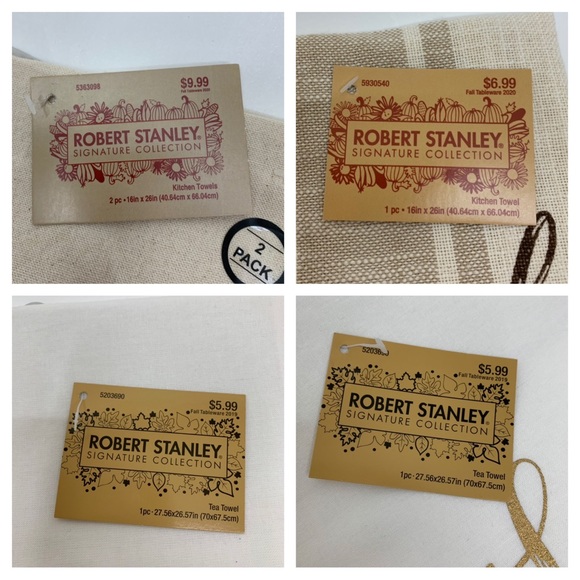 5363098
$9.99
Fall Tableware 2020
ROBERT STANLEY®
SIGNATURE COLLECTION
Kitchen Towels
2 pc • 16in x 26in (40.64cm x 66.04cm)
2
PACK
5930540
$6.99
Fall Tableware 2020
ROBERT STANLEY®
SIGNATURE COLLECTION
Kitchen Towel
1 pc • 16in x 26in (40.64cm x 66.04cm)
5203690
$5.99
Fall Tableware 2019
ROBERT STANLEY®
SIGNATURE COLLECTION
Tea Towel
1pc - 27.56x26.57in (70x67.5cm)
$5.99
Fall Tableware 2019
ROBERT STANLEY®
SIGNATURE COLLECTION
Tea Towel
1pc - 27.56x26.57in (70x67.5cm)